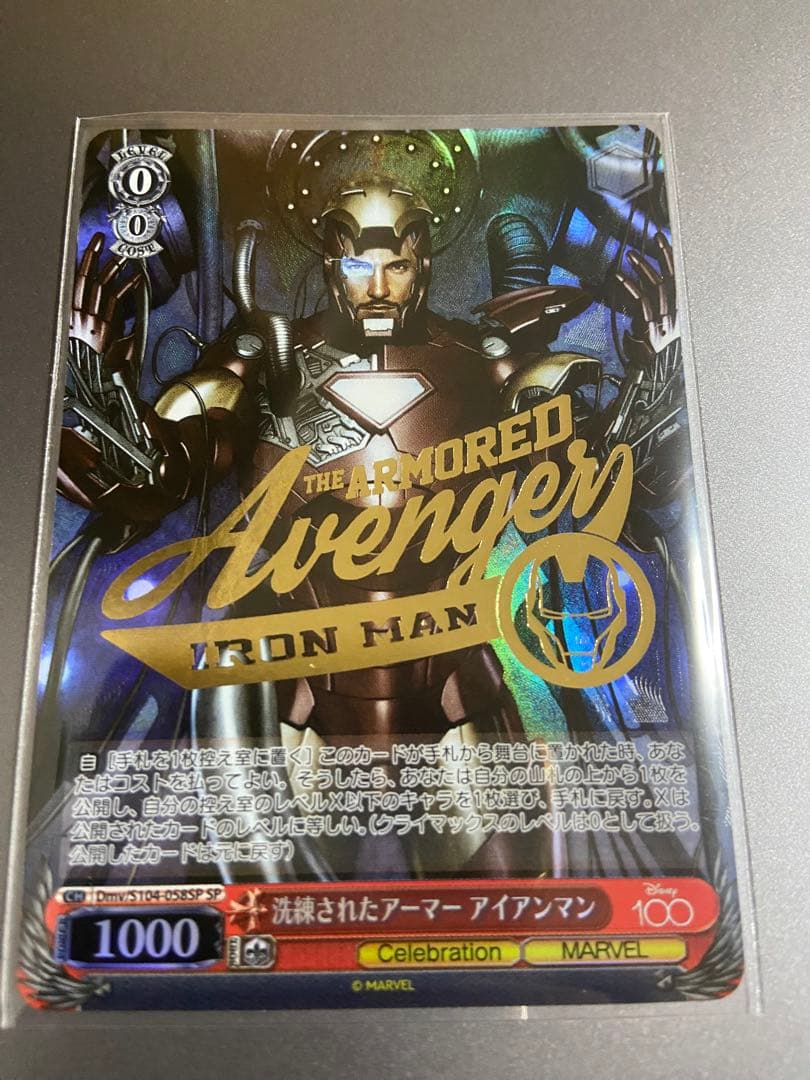 LEVEL
0
0
COST
THE ARMORED
Avenger
IRON MAN
自 [手札を1枚控え室に置く] このカードが手札から舞台に置かれた時、あな
たはコストを払ってよい。そうしたら、あなたは自分の山札の上から1枚を
公開し、自分の控え室のレベルX以下のキャラを1枚選び、手札に戻す。Xは
公開されたカードのレベルに等しい。(クライマックスのレベルは0として扱う。
公開したカードは元に戻す)
CH Dmv/S104-058SP SP
洗練されたアーマー アイアンマン
Disney
100
POWER
1000
SOUL
Celebration
MARVEL
© MARVEL